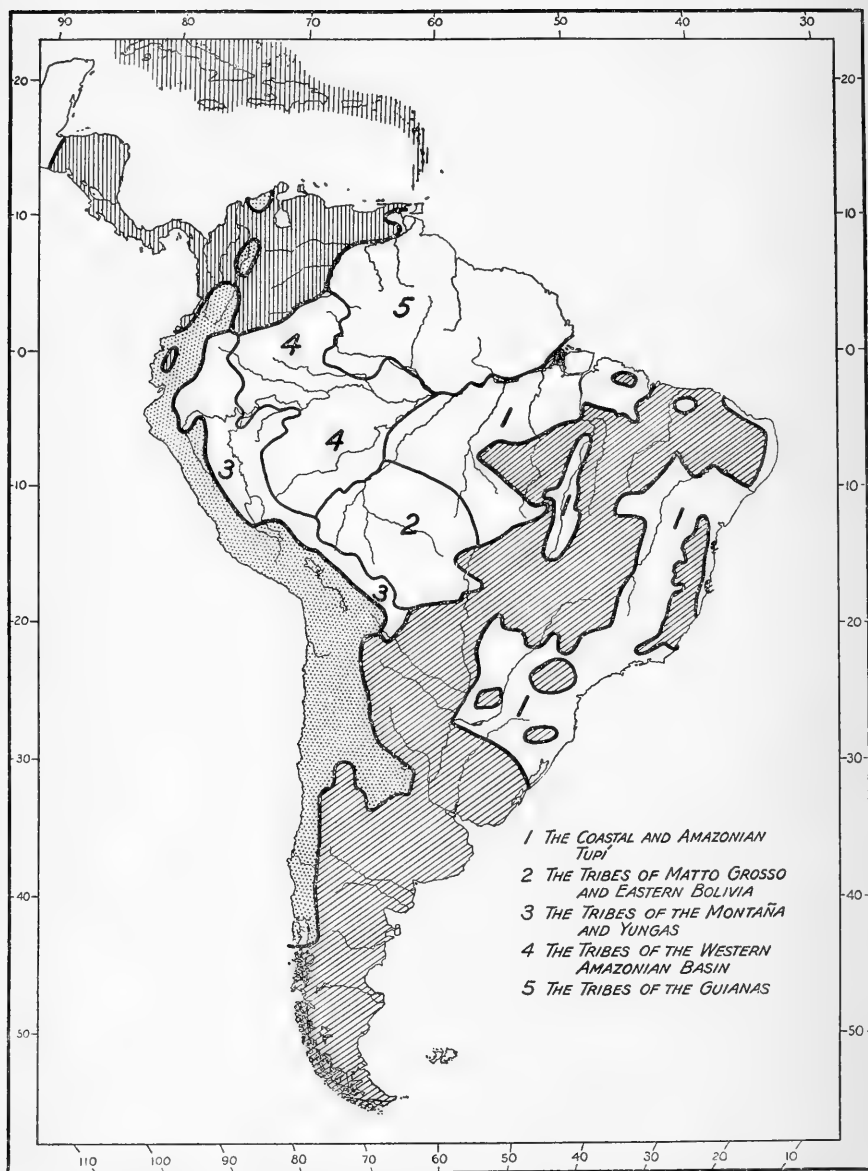 90 80 70 60 50 40 30
20 20
10 10
0 0
10 10
20 20
30 30
40 40
50 50
5
4
4
3
2
3
1
1
1
1
1 THE COASTAL AND AMAZONIAN
TUPÍ
2 THE TRIBES OF MATTO GROSSO
AND EASTERN BOLIVIA
3 THE TRIBES OF THE MONTAÑA
AND YUNGAS
4 THE TRIBES OF THE WESTERN
AMAZONIAN BASIN
5 THE TRIBES OF THE GUIANAS
110 100 90 80 70 60 50 40 30 20 10